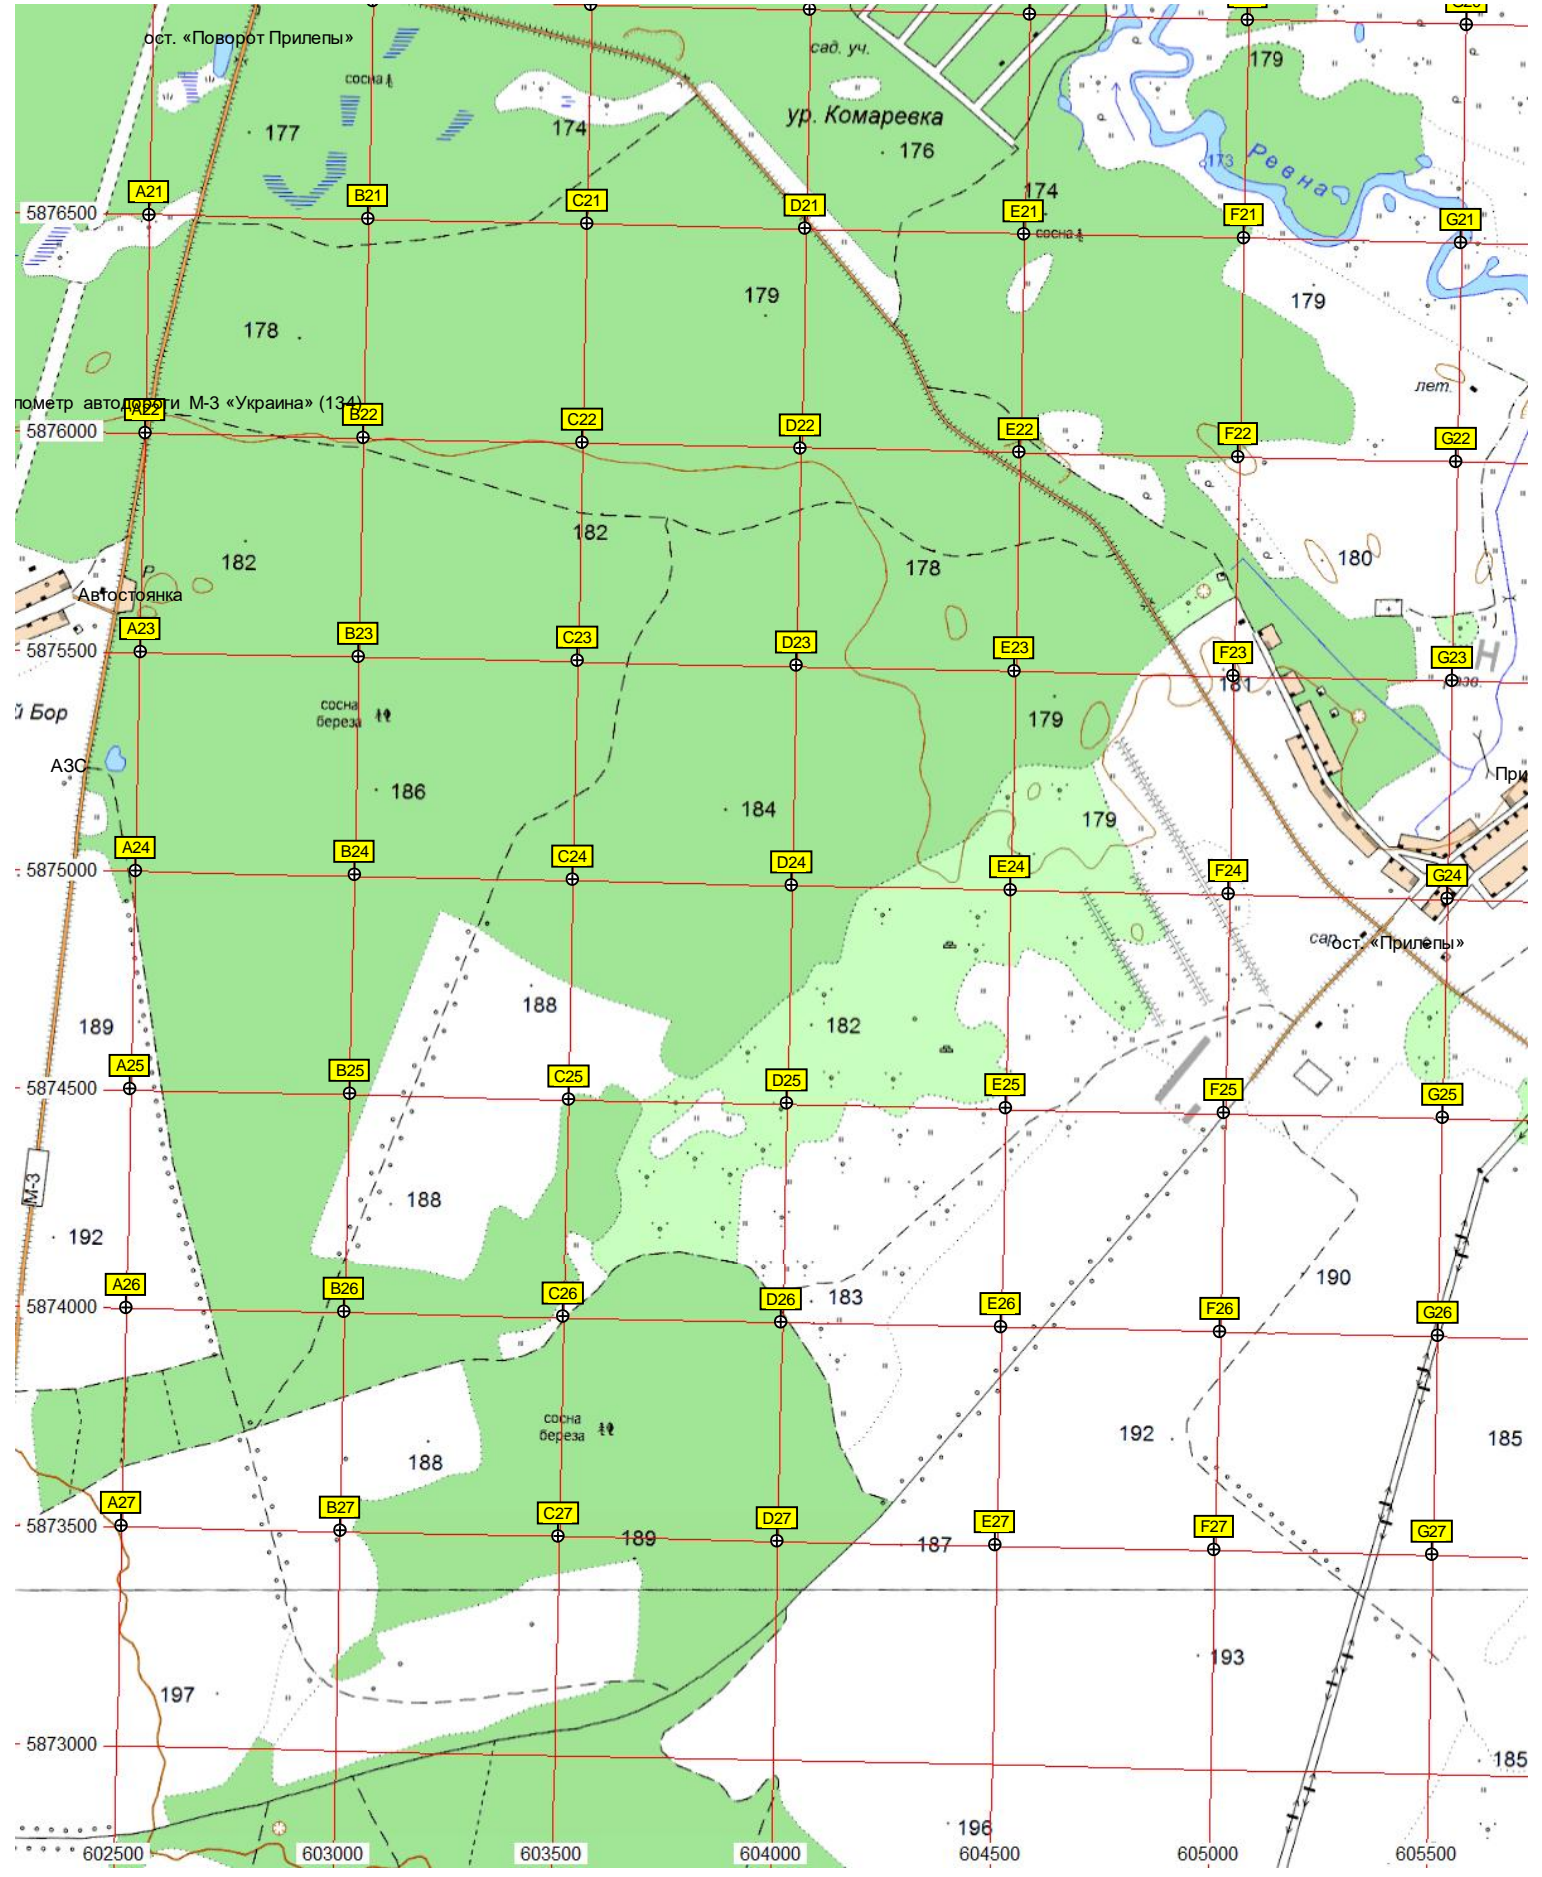 ост. «Поворот Прилепы»
сад. уч.
179
сосна
177
174
ур. Комаревка
176
173
Ревна
174
A21
B21
C21
D21
E21
F21
G21
5876500
сосна
179
179
178
лет.
пометр автодороги М-3 «Украина» (134)
A22
B22
C22
D22
E22
F22
G22
5876000
182
182
178
180
Р
Автостоянка
A23
B23
C23
D23
E23
F23
G23
5875500
Н
181
й Бор
сосна
береза
179
АЗС
При
186
184
179
A24
B24
C24
D24
E24
F24
G24
5875000
сар.
ост. «Прилепы»
188
182
189
A25
B25
C25
D25
E25
F25
G25
5874500
М-3
188
192
190
A26
B26
C26
D26
E26
F26
G26
5874000
183
сосна
береза
192
185
188
A27
B27
C27
D27
E27
F27
G27
5873500
189
187
193
197
5873000
185
196
602500
603000
603500
604000
604500
605000
605500